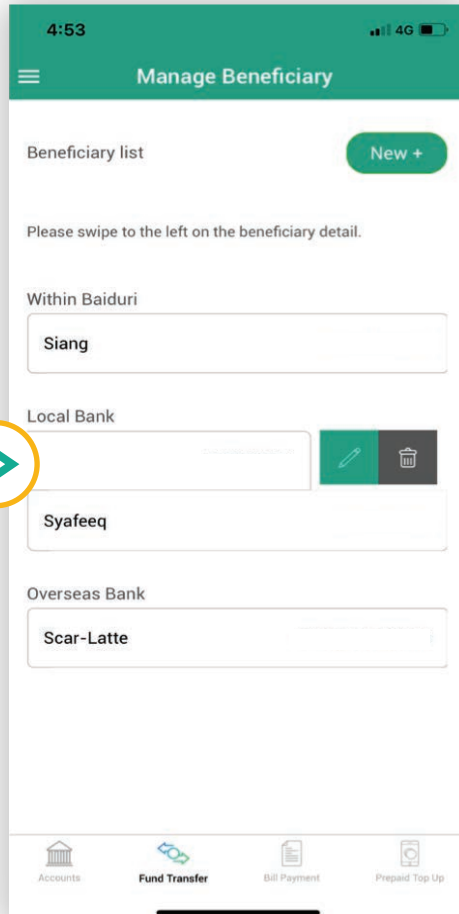 4:53
4G
Manage Beneficiary
Beneficiary list
New +
Please swipe to the left on the beneficiary detail.
Within Baiduri
Siang
Local Bank
Syafeeq
Overseas Bank
Scar-Latte
Accounts
Fund Transfer
Bill Payment
Prepaid Top Up